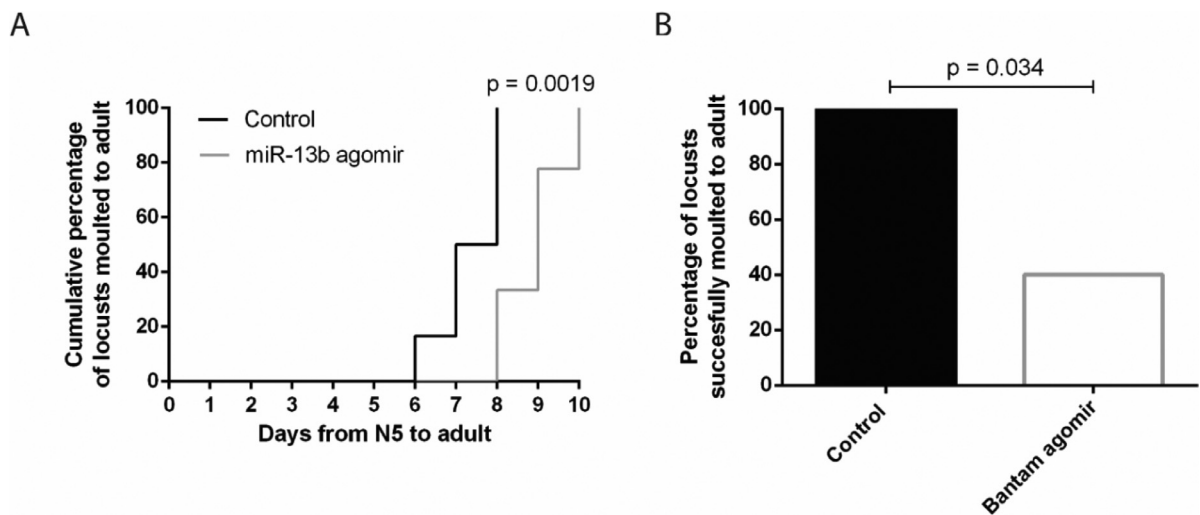 A
p = 0.0019
Control
miR-13b agomir
Cumulative percentage
of locusts moulted to adult
100
80
60
40
20
0
0 1 2 3 4 5 6 7 8 9 10
Days from N5 to adult
B
p = 0.034
Percentage of locusts
succesfully moulted to adult
100
80
60
40
20
0
Control
Bantam agomir